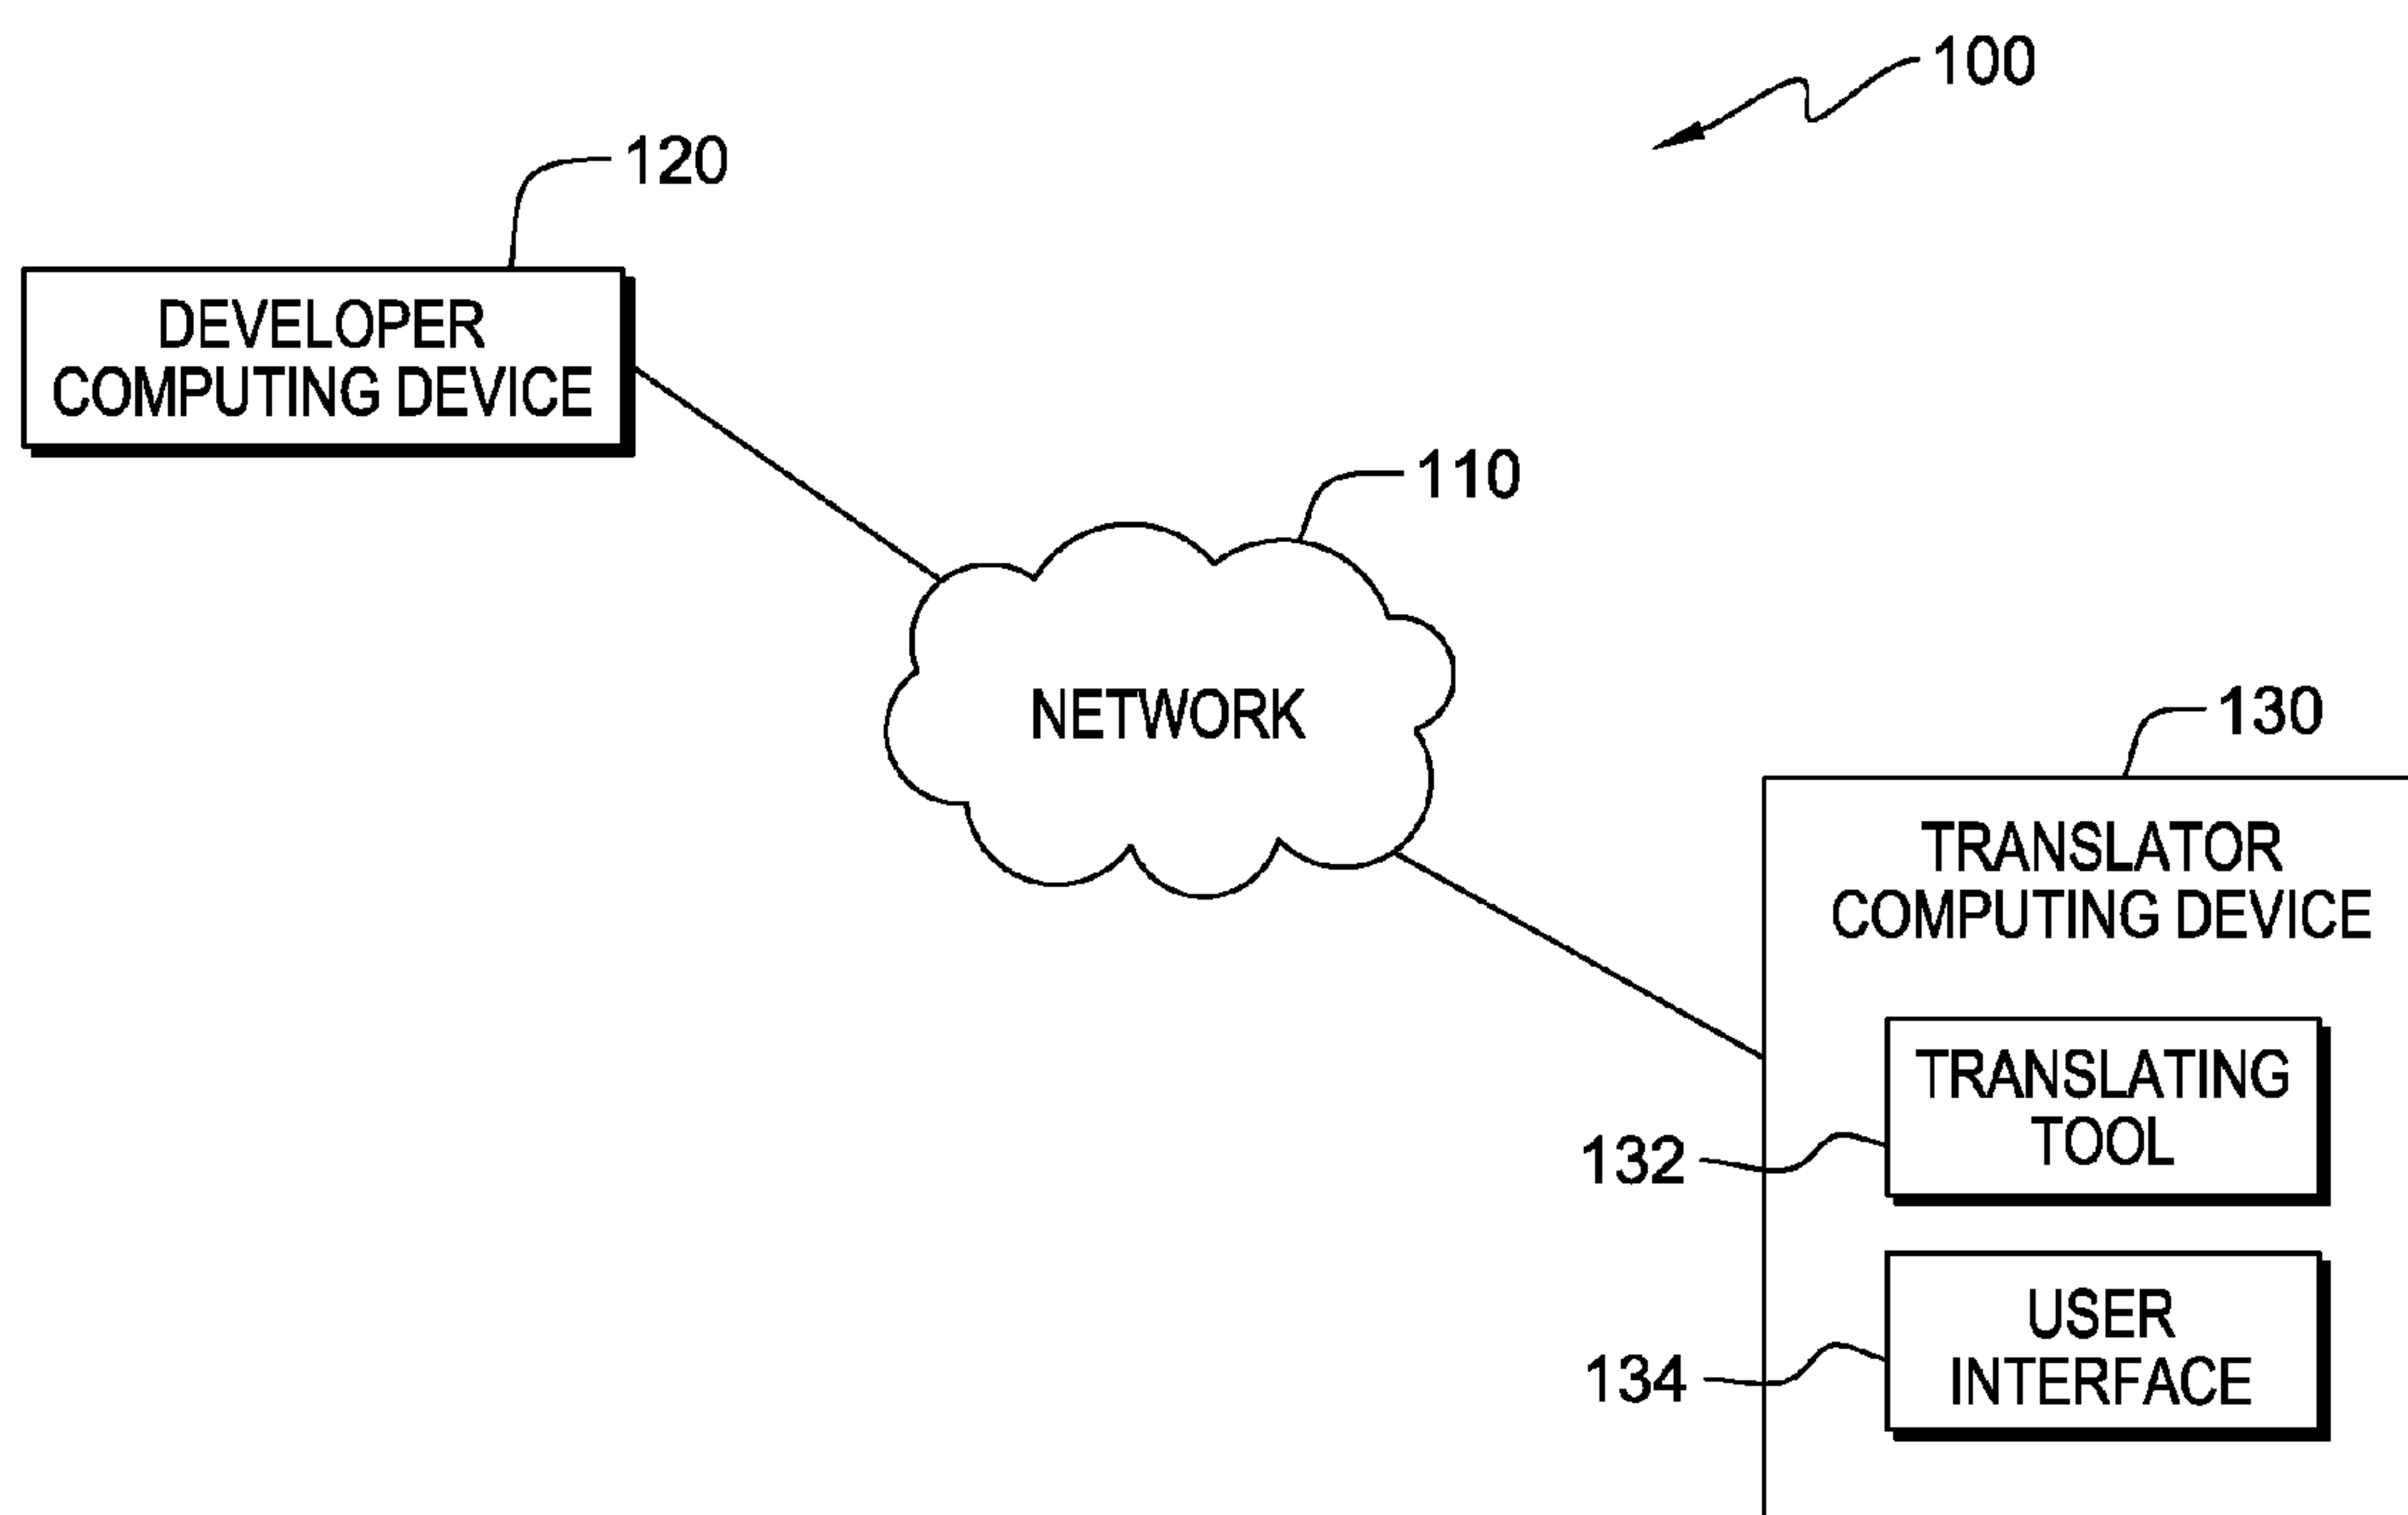 100
120
DEVELOPER
COMPUTING DEVICE
110
NETWORK
130
TRANSLATOR
COMPUTING DEVICE
TRANSLATING
TOOL
132
USER
INTERFACE
134